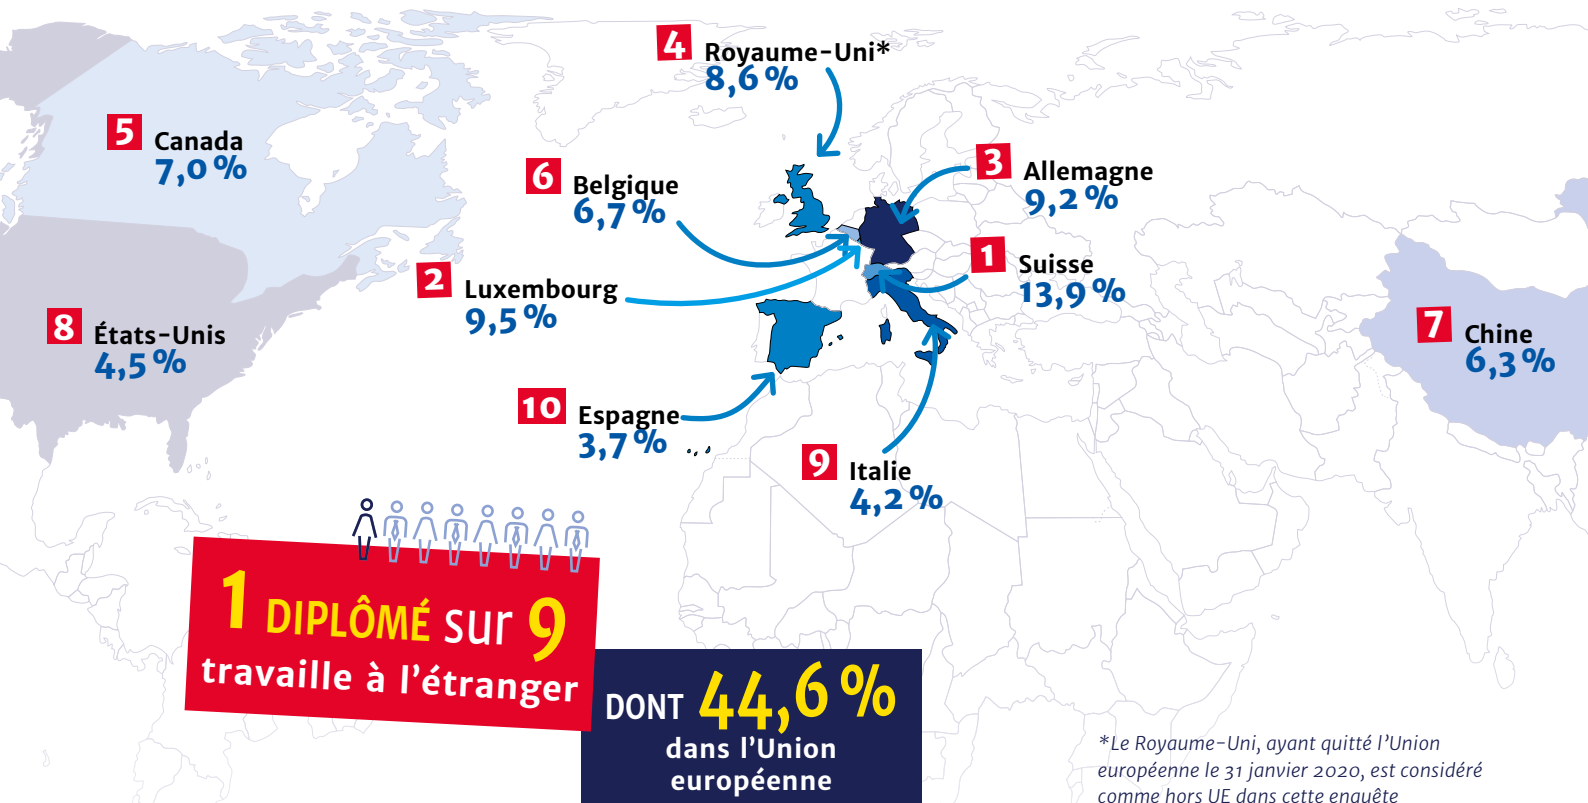 4 Royaume-Uni*
8,6 %
5 Canada
7,0 %
6 Belgique
6,7 %
3 Allemagne
9,2 %
2 Luxembourg
9,5 %
1 Suisse
13,9 %
8 États-Unis
4,5 %
7 Chine
6,3 %
10 Espagne
3,7 %
9 Italie
4,2 %
1 DIPLÔMÉ sur 9
travaille à l'étranger
DONT 44,6 %
dans l'Union
européenne
*Le Royaume-Uni, ayant quitté l'Union
européenne le 31 janvier 2020, est considéré
comme hors UE dans cette enquête